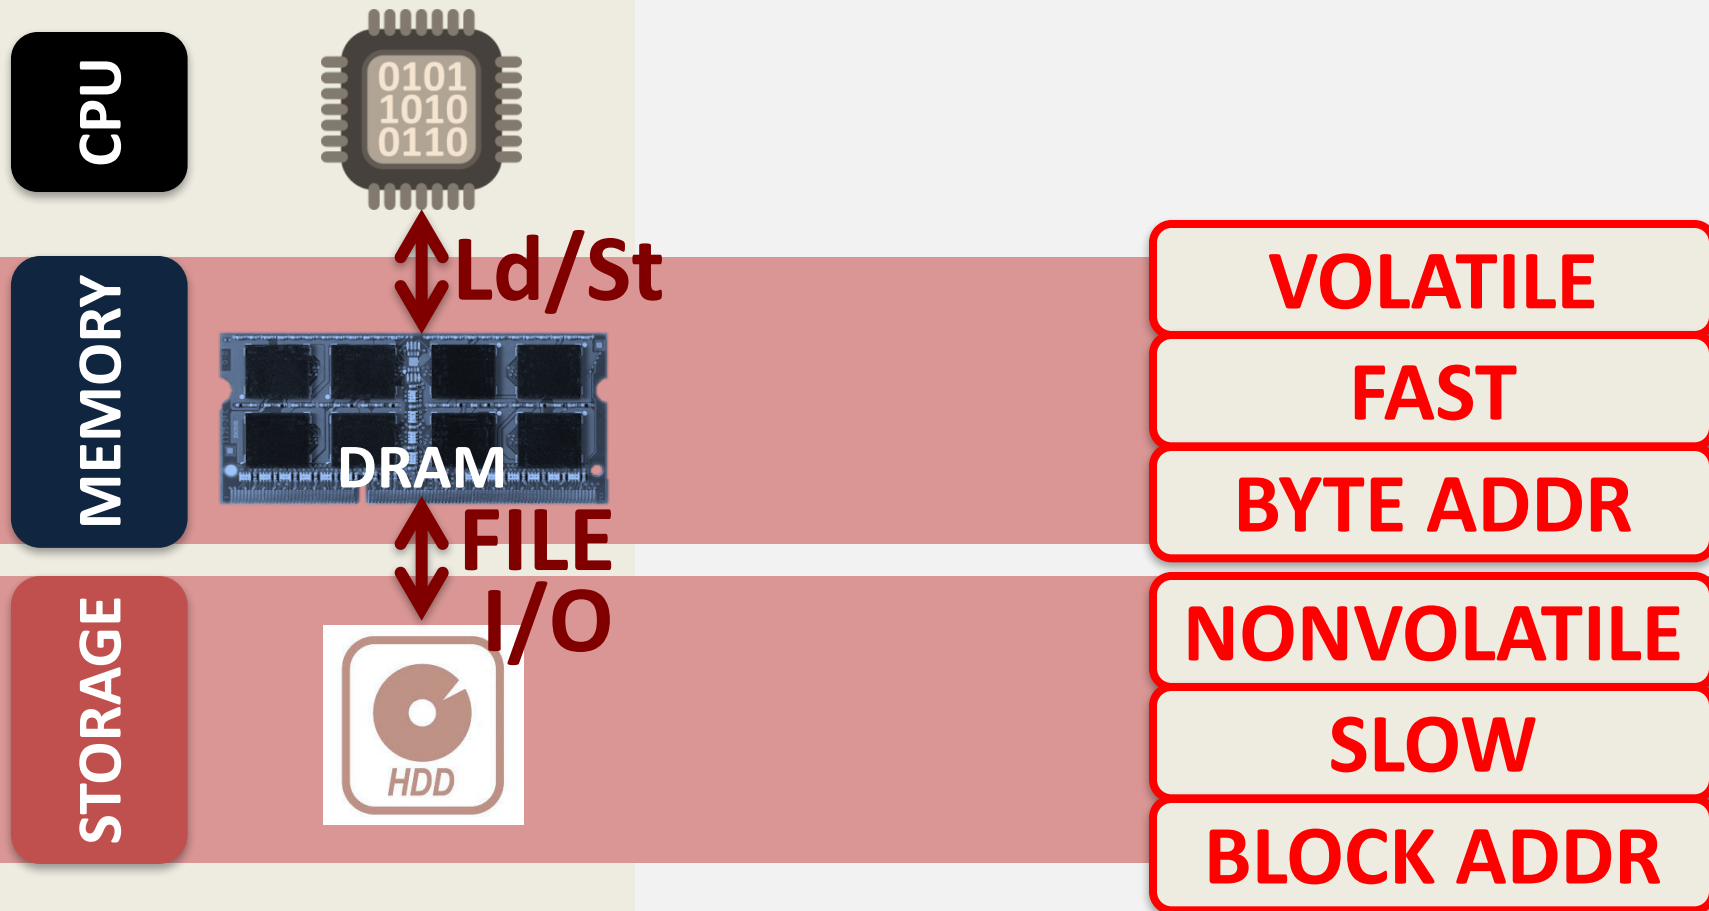 CPU
0101
1010
0110
Ld/St
MEMORY
DRAM
VOLATILE
FAST
BYTE ADDR
FILE
I/O
STORAGE
HDD
NONVOLATILE
SLOW
BLOCK ADDR